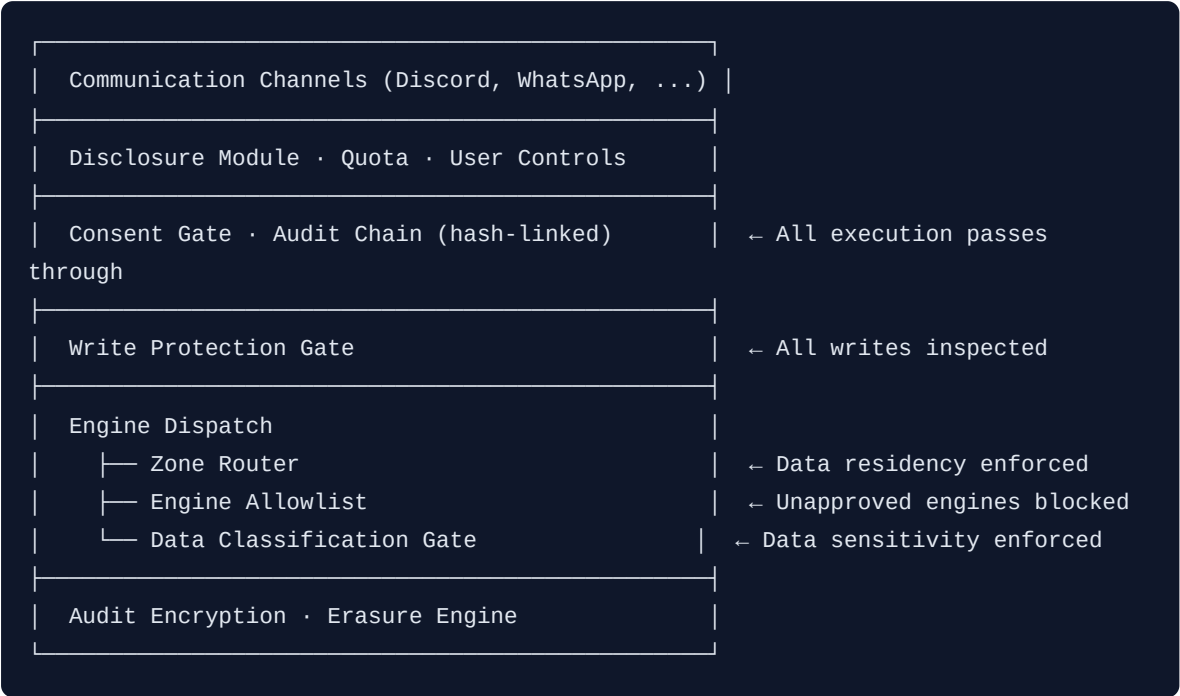 ┌──────────────────────────────────────────────────┐
│  Communication Channels (Discord, WhatsApp, ...) │
├──────────────────────────────────────────────────┤
│  Disclosure Module · Quota · User Controls      │
├──────────────────────────────────────────────────┤
│  Consent Gate · Audit Chain (hash-linked)       │  ← All execution passes
through
├──────────────────────────────────────────────────┤
│  Write Protection Gate                          │  ← All writes inspected
├──────────────────────────────────────────────────┤
│  Engine Dispatch                                │
│    ├── Zone Router                              │  ← Data residency enforced
│    ├── Engine Allowlist                         │  ← Unapproved engines blocked
│    └── Data Classification Gate                │  ← Data sensitivity enforced
├──────────────────────────────────────────────────┤
│  Audit Encryption · Erasure Engine              │
└──────────────────────────────────────────────────┘